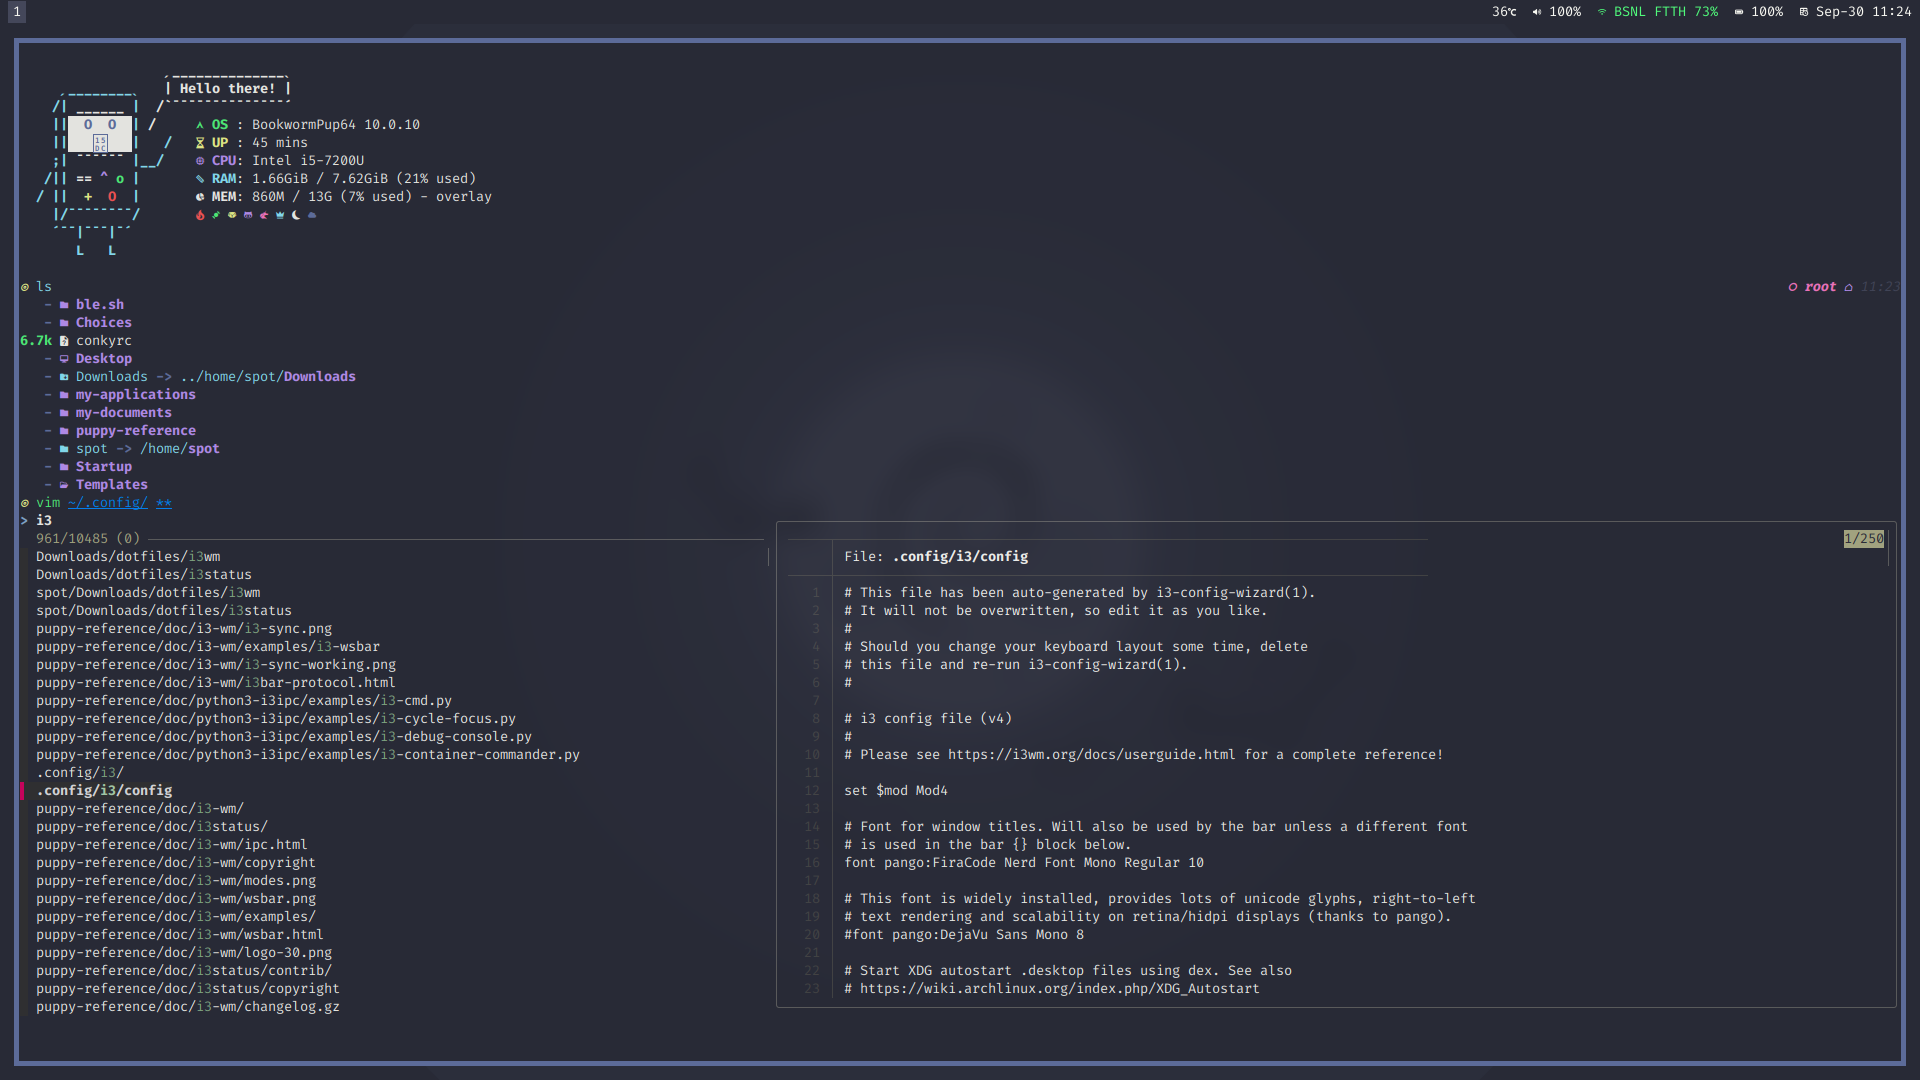 1
36℃ 100% BSNL FTTH 73% 100% Sep-30 11:24
| Hello there! |
OS : BookwormPup64 10.0.10
UP : 45 mins
CPU: Intel i5-7200U
RAM: 1.66GiB / 7.62GiB (21% used)
MEM: 860M / 13G (7% used) - overlay
ls
root 11:23
- ble.sh
- Choices
6.7k conkyrc
- Desktop
- Downloads -> ../home/spot/Downloads
- my-applications
- my-documents
- puppy-reference
- spot -> /home/spot
- Startup
- Templates
vim ~/.config/ **
> i3
961/10485 (0)
Downloads/dotfiles/i3wm
Downloads/dotfiles/i3status
spot/Downloads/dotfiles/i3wm
spot/Downloads/dotfiles/i3status
puppy-reference/doc/i3-wm/i3-sync.png
puppy-reference/doc/i3-wm/examples/i3-wsbar
puppy-reference/doc/i3-wm/i3-sync-working.png
puppy-reference/doc/i3-wm/i3bar-protocol.html
puppy-reference/doc/python3-i3ipc/examples/i3-cmd.py
puppy-reference/doc/python3-i3ipc/examples/i3-cycle-focus.py
puppy-reference/doc/python3-i3ipc/examples/i3-debug-console.py
puppy-reference/doc/python3-i3ipc/examples/i3-container-commander.py
.config/i3/
.config/i3/config
puppy-reference/doc/i3-wm/
puppy-reference/doc/i3status/
puppy-reference/doc/i3-wm/ipc.html
puppy-reference/doc/i3-wm/copyright
puppy-reference/doc/i3-wm/modes.png
puppy-reference/doc/i3-wm/wsbar.png
puppy-reference/doc/i3-wm/examples/
puppy-reference/doc/i3-wm/wsbar.html
puppy-reference/doc/i3-wm/logo-30.png
puppy-reference/doc/i3status/contrib/
puppy-reference/doc/i3status/copyright
puppy-reference/doc/i3-wm/changelog.gz
1/250
File: .config/i3/config
1 # This file has been auto-generated by i3-config-wizard(1).
2 # It will not be overwritten, so edit it as you like.
3 #
4 # Should you change your keyboard layout some time, delete
5 # this file and re-run i3-config-wizard(1).
6 #
7
8 # i3 config file (v4)
9 #
10 # Please see https://i3wm.org/docs/userguide.html for a complete reference!
11
12 set $mod Mod4
13
14 # Font for window titles. Will also be used by the bar unless a different font
15 # is used in the bar {} block below.
16 font pango:FiraCode Nerd Font Mono Regular 10
17
18 # This font is widely installed, provides lots of unicode glyphs, right-to-left
19 # text rendering and scalability on retina/hidpi displays (thanks to pango).
20 #font pango:DejaVu Sans Mono 8
21
22 # Start XDG autostart .desktop files using dex. See also
23 # https://wiki.archlinux.org/index.php/XDG_Autostart